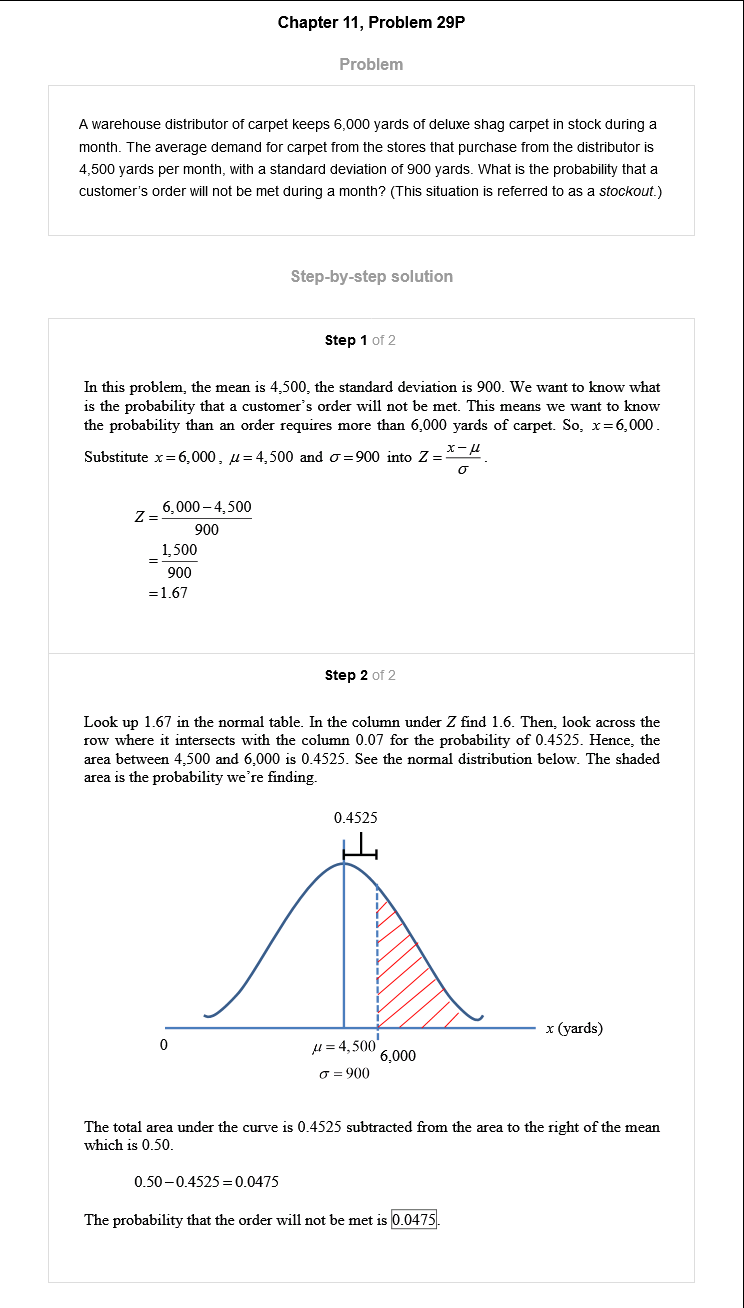 Chapter 11, Problem 29P
Problem
A warehouse distributor of carpet keeps 6,000 yards of deluxe shag carpet in stock during a
month. The average demand for carpet from the stores that purchase from the distributor is
4,500 yards per month, with a standard deviation of 900 yards. What is the probability that a
customer's order will not be met during a month? (This situation is referred to as a stockout.)
Step-by-step solution
Step 1 of 2
In this problem, the mean is 4,500, the standard deviation is 900. We want to know what
is the probability that a customer's order will not be met. This means we want to know
the probability than an order requires more than 6,000 yards of carpet. So, x = 6,000.
Substitute x = 6,000, μ = 4,500 and σ = 900 into Z = (x − μ)/σ.
Z = (6,000 − 4,500)/900
= 1,500/900
= 1.67
Step 2 of 2
Look up 1.67 in the normal table. In the column under Z find 1.6. Then, look across the
row where it intersects with the column 0.07 for the probability of 0.4525. Hence, the
area between 4,500 and 6,000 is 0.4525. See the normal distribution below. The shaded
area is the probability we're finding.
0.4525
x (yards)
0
μ = 4,500
6,000
σ = 900
The total area under the curve is 0.4525 subtracted from the area to the right of the mean
which is 0.50.
0.50 − 0.4525 = 0.0475
The probability that the order will not be met is 0.0475.